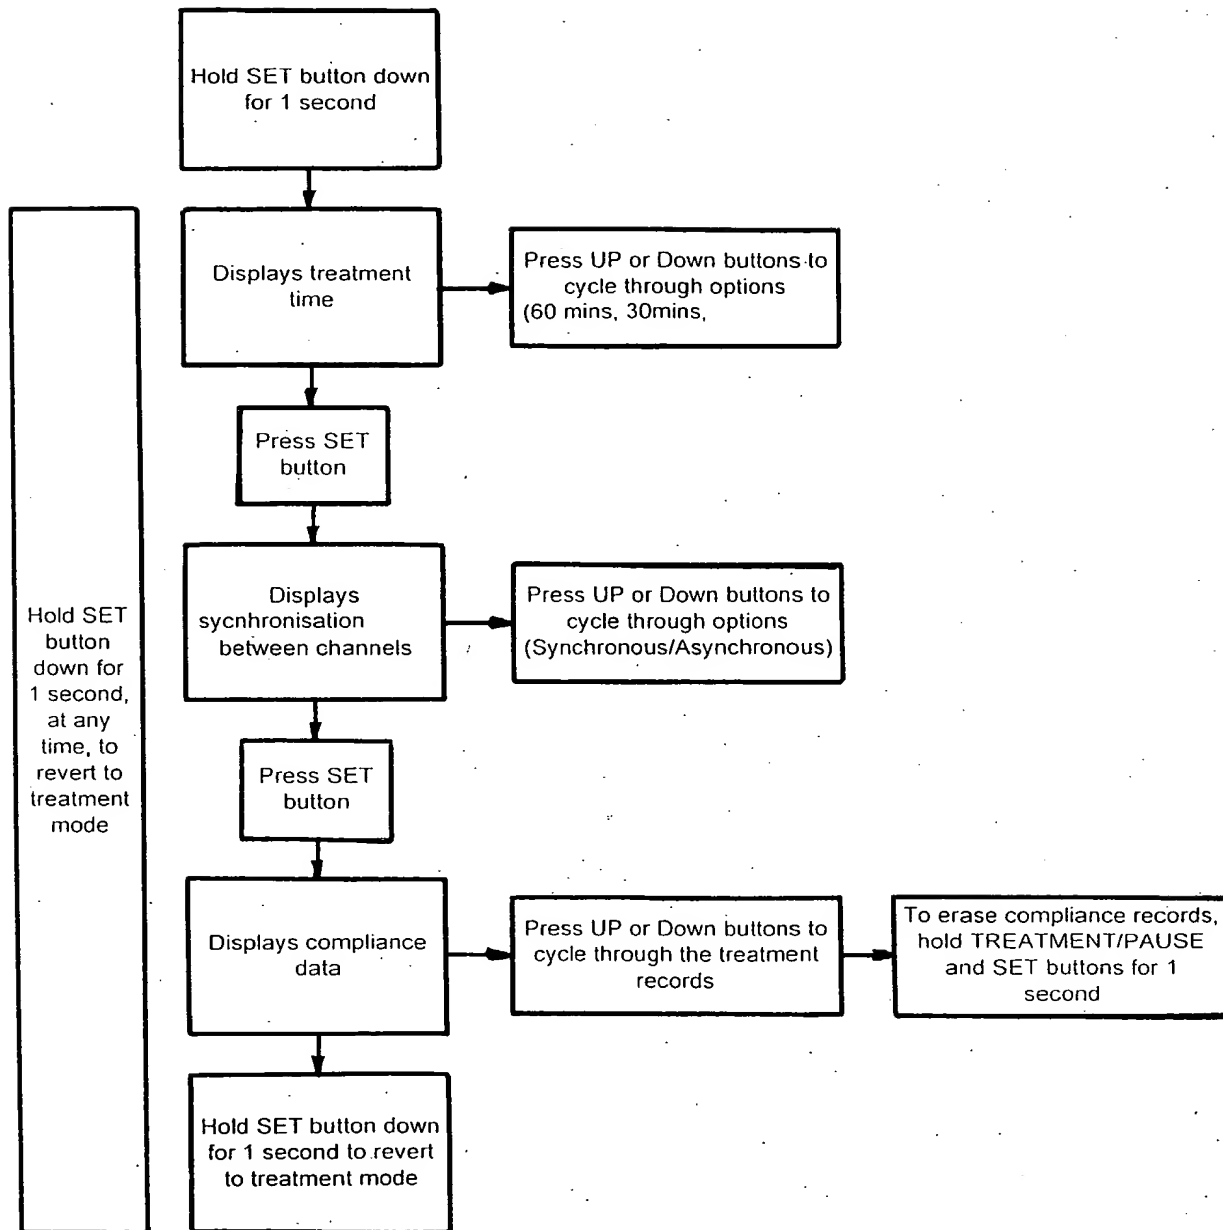 Hold SET button down
for 1 second
Displays treatment
time
Press UP or Down buttons to
cycle through options
(60 mins, 30mins,
Press SET
button
Displays
sycnhronisation
between channels
Press UP or Down buttons to
cycle through options
(Synchronous/Asynchronous)
Hold SET
button
down for
1 second,
at any
time, to
revert to
treatment
mode
Press SET
button
Displays compliance
data
Press UP or Down buttons to
cycle through the treatment
records
To erase compliance records,
hold TREATMENT/PAUSE
and SET buttons for 1
second
Hold SET button down
for 1 second to revert
to treatment mode